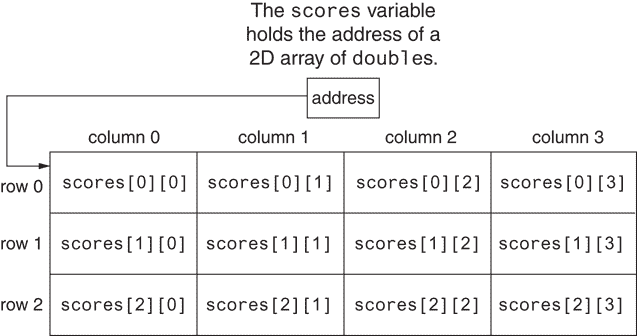 The scores variable
holds the address of a
2D array of doubles.
address
column 0 column 1 column 2 column 3
row 0 scores[0][0] scores[0][1] scores[0][2] scores[0][3]
row 1 scores[1][0] scores[1][1] scores[1][2] scores[1][3]
row 2 scores[2][0] scores[2][1] scores[2][2] scores[2][3]